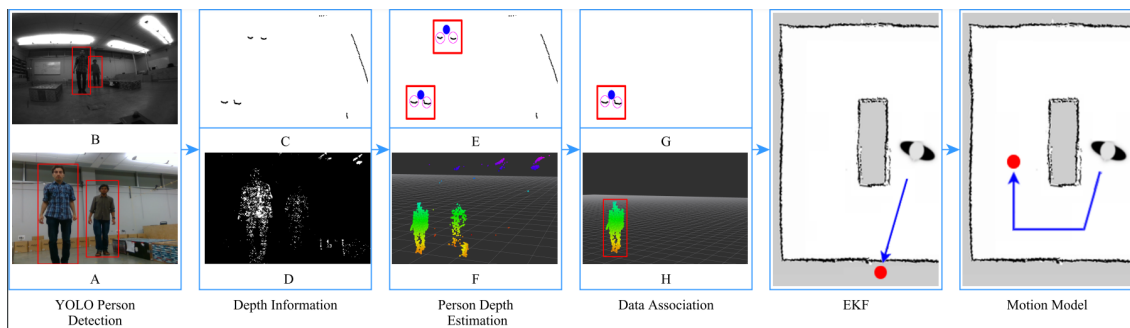 B
C
E
G
A
D
F
H
YOLO Person
Detection
Depth Information
Person Depth
Estimation
Data Association
EKF
Motion Model